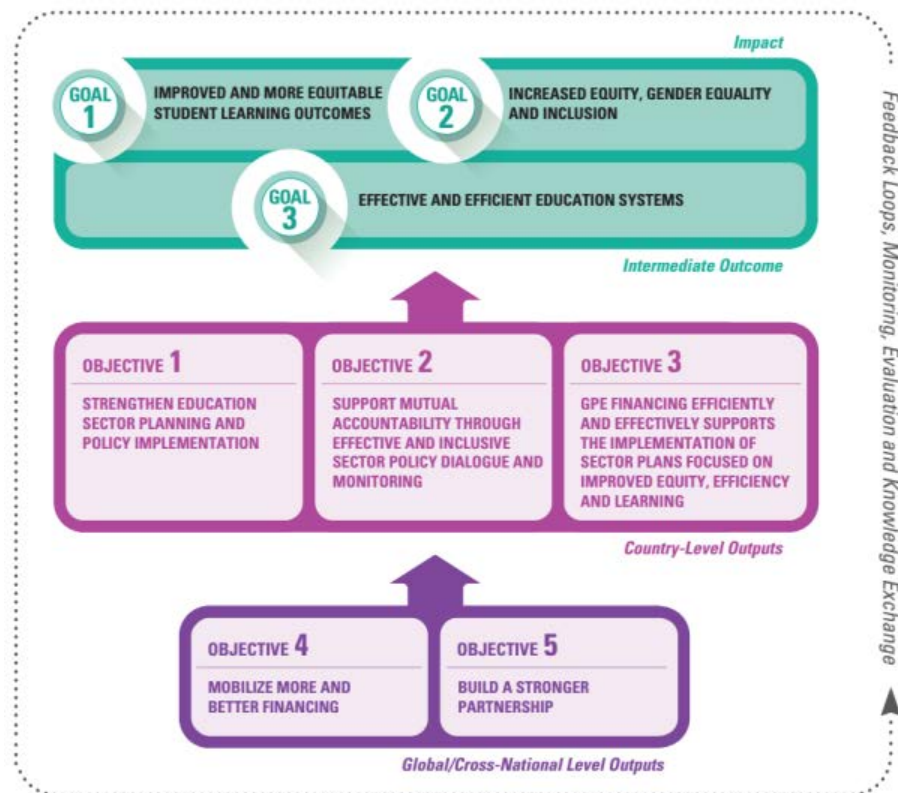 Impact
GOAL
1
IMPROVED AND MORE EQUITABLE
STUDENT LEARNING OUTCOMES
GOAL
2
INCREASED EQUITY, GENDER EQUALITY
AND INCLUSION
GOAL
3
EFFECTIVE AND EFFICIENT EDUCATION SYSTEMS
Intermediate Outcome
OBJECTIVE 1
STRENGTHEN EDUCATION
SECTOR PLANNING AND
POLICY IMPLEMENTATION
OBJECTIVE 2
SUPPORT MUTUAL
ACCOUNTABILITY THROUGH
EFFECTIVE AND INCLUSIVE
SECTOR POLICY DIALOGUE AND
MONITORING
OBJECTIVE 3
GPE FINANCING EFFICIENTLY
AND EFFECTIVELY SUPPORTS
THE IMPLEMENTATION OF
SECTOR PLANS FOCUSED ON
IMPROVED EQUITY, EFFICIENCY
AND LEARNING
Country-Level Outputs
OBJECTIVE 4
MOBILIZE MORE AND
BETTER FINANCING
OBJECTIVE 5
BUILD A STRONGER
PARTNERSHIP
Global/Cross-National Level Outputs
Feedback Loops, Monitoring, Evaluation and Knowledge Exchange